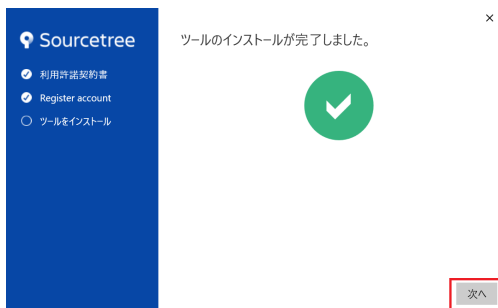 Sourcetree
利用許諾契約書
Register account
ツールをインストール
×
ツールのインストールが完了しました。
次へ